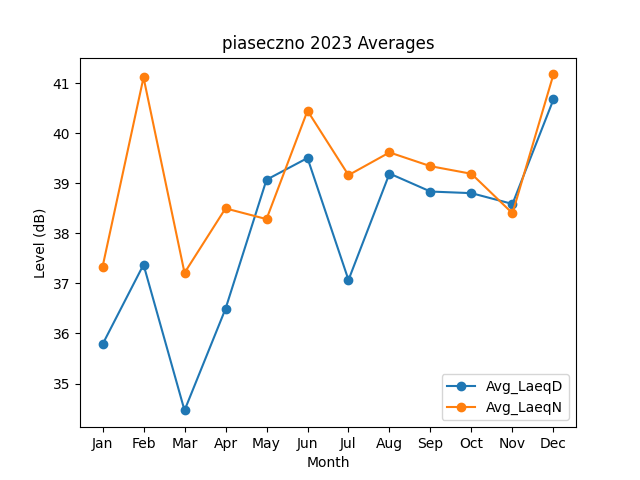 piaseczno 2023 Averages
41
40
39
38
37
36
35
Level (dB)
Avg_LaeqD
Avg_LaeqN
Jan Feb Mar Apr May Jun Jul Aug Sep Oct Nov Dec
Month